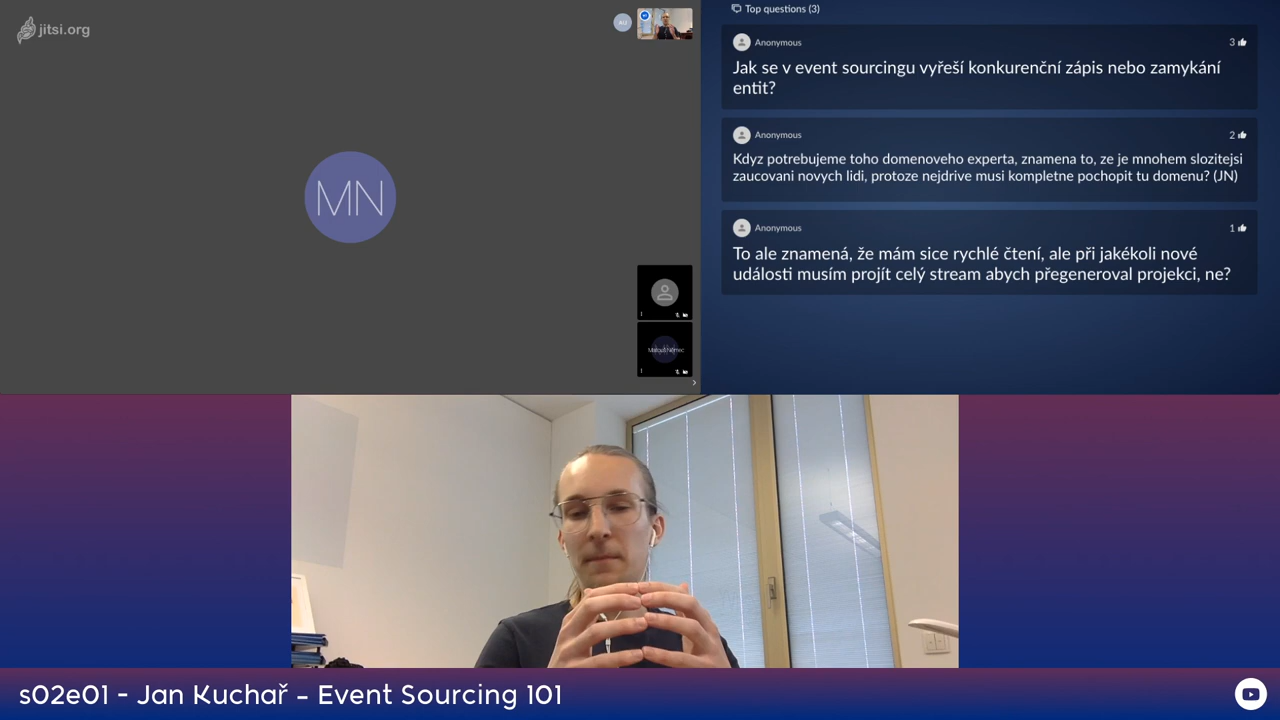 jitsi.org
AU
MN
Matouš Němec
Top questions (3)
Anonymous
3
Jak se v event sourcingu vyřeší konkurenční zápis nebo zamykání
entit?
Anonymous
2
Kdyz potrebujeme toho domenoveho experta, znamena to, ze je mnohem slozitejsi
zaucovani novych lidi, protoze nejdrive musi kompletne pochopit tu domenu? (JN)
Anonymous
1
To ale znamená, že mám sice rychlé čtení, ale při jakékoli nové
události musím projít celý stream abych přegeneroval projekci, ne?
s02e01 - Jan Kuchař - Event Sourcing 101